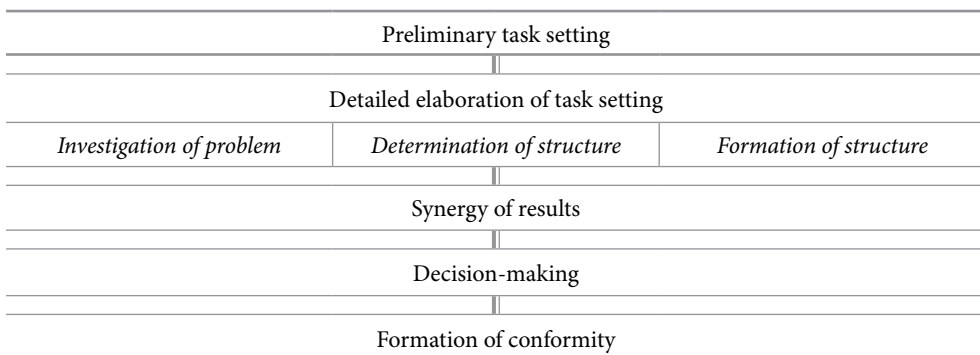 Preliminary task setting
Detailed elaboration of task setting
Investigation of problem Determination of structure Formation of structure
Synergy of results
Decision-making
Formation of conformity